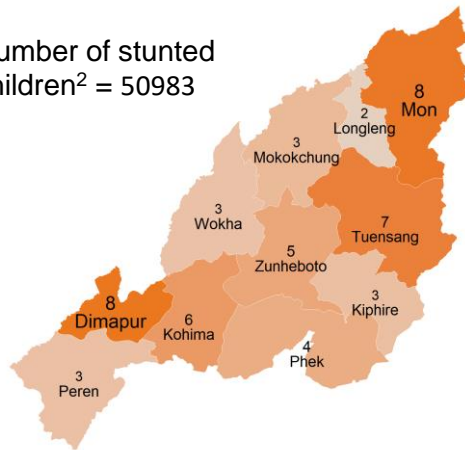 umber of stunted
hildren² = 50983
8
Mon
2
Longleng
3
Mokokchung
3
Wokha
7
Tuensang
5
Zunheboto
3
Kiphire
8
Dimapur
6
Kohima
4
Phek
3
Peren